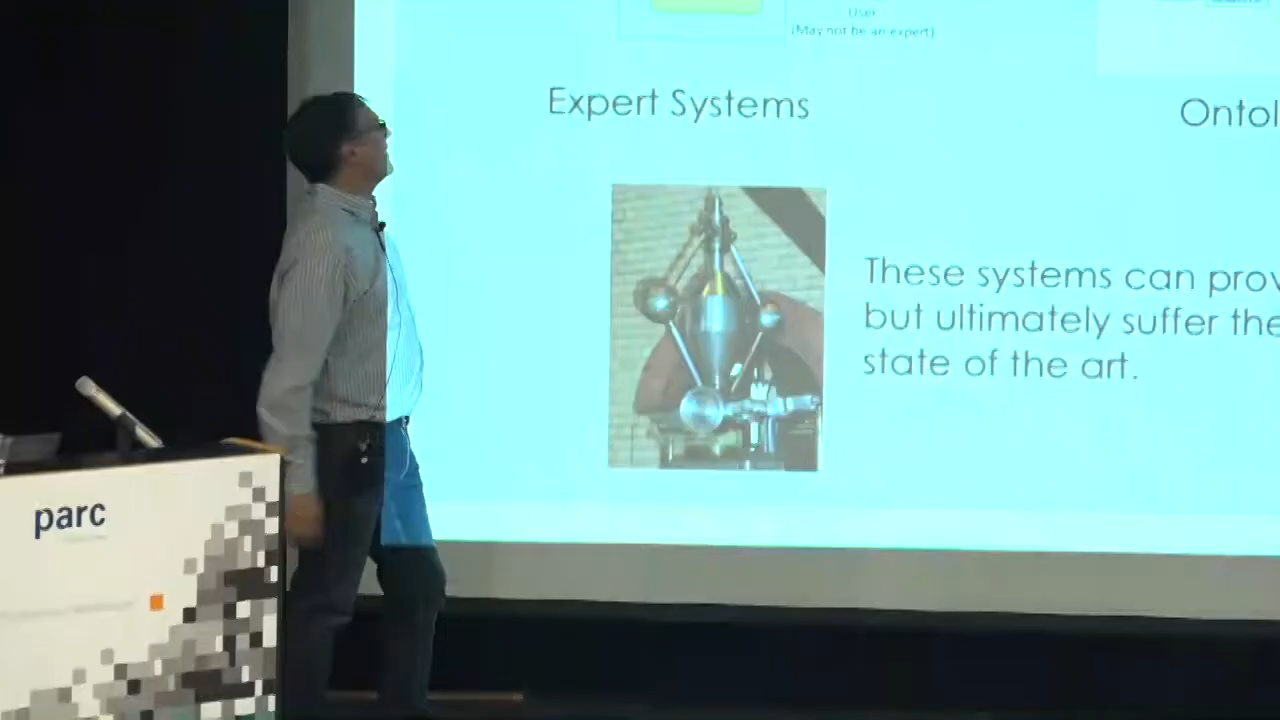 User
(May not be an expert)
Expert Systems
Ontol
These systems can prov
but ultimately suffer the
state of the art.
parc